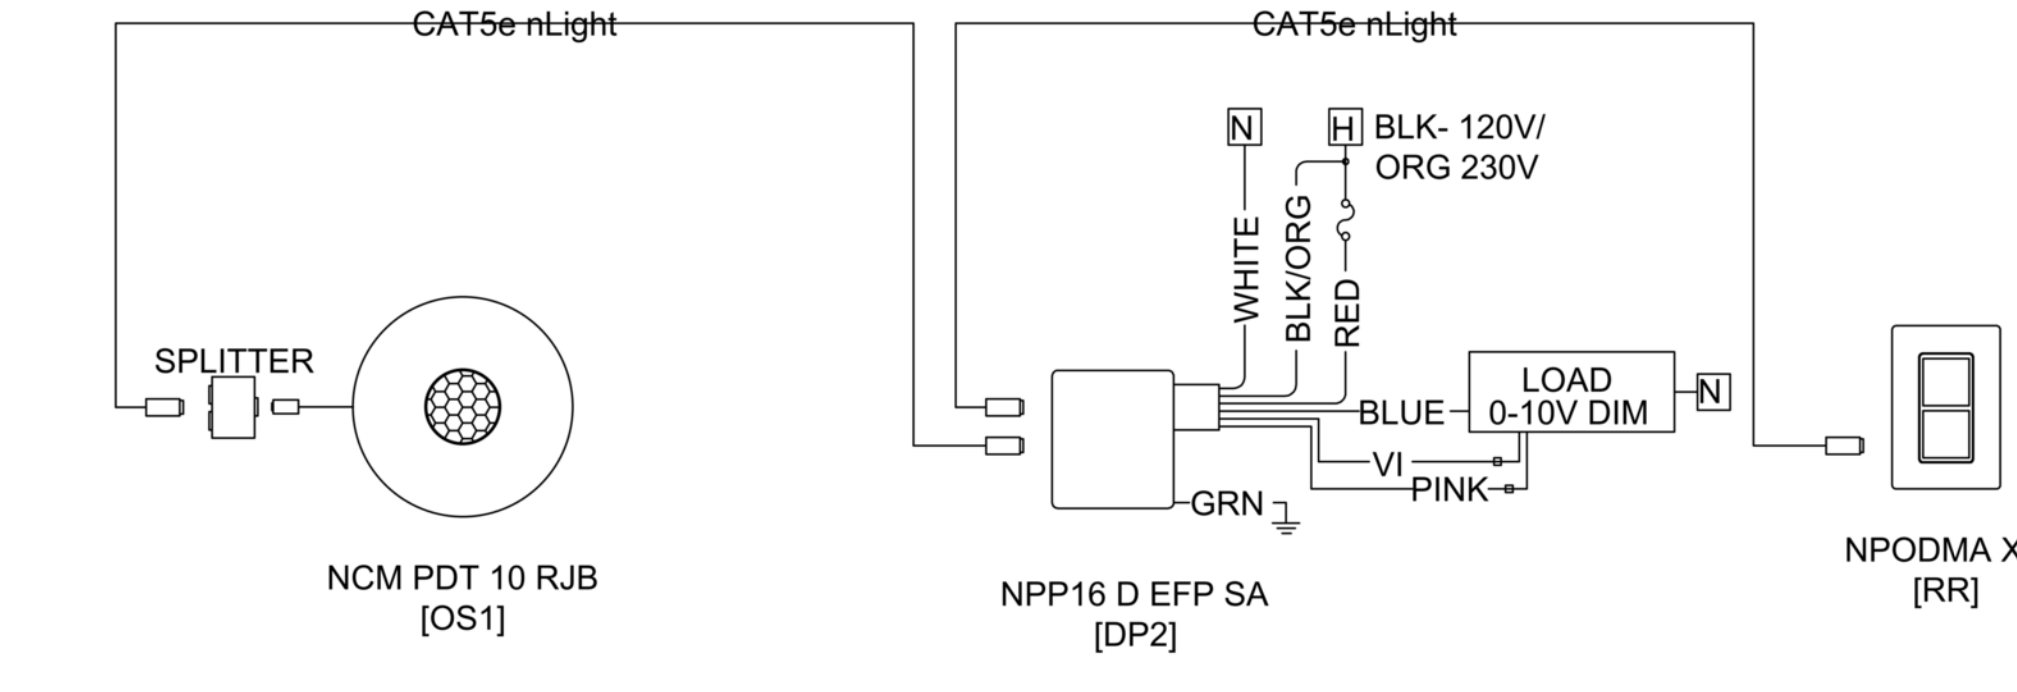 CAT5e nLight
CAT5e nLight
N
H
BLK- 120V/
ORG 230V
WHITE
BLK/ORG
RED
SPLITTER
LOAD
0-10V DIM
N
BLUE
VI
PINK
GRN
NCM PDT 10 RJB
[OS1]
NPP16 D EFP SA
[DP2]
NPODMA X
[RR]